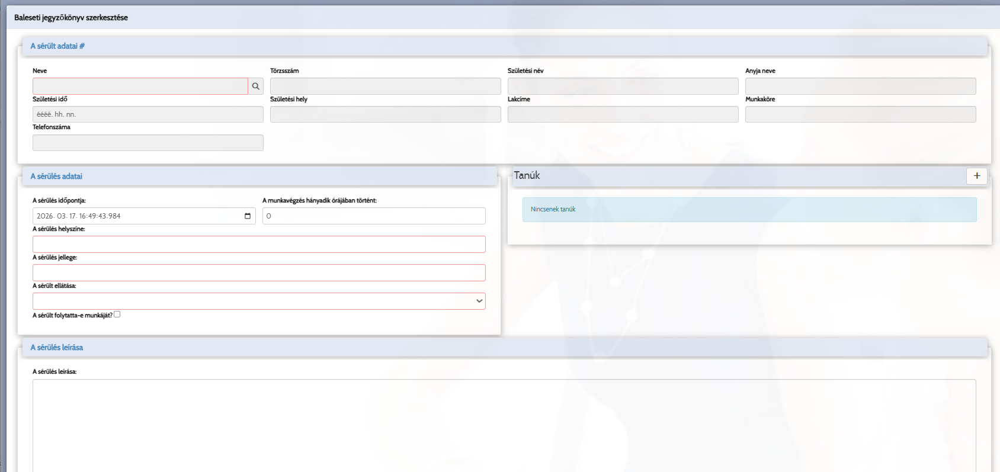 Baleseti jegyzőkönyv szerkesztése
A sérült adatai #
Neve Törzsszám Születési név Anyja neve
Születési idő Születési hely Lakcíme Munkaköre
éééé. hh. nn.
Telefonszáma
A sérülés adatai
A sérülés időpontja: A munkavégzés hányadik órájában történt:
2026. 03. 17. 16:49:43.984 0
A sérülés helyszíne:
A sérülés jellege:
A sérült ellátása:
A sérült folytatta-e munkáját?
Tanúk +
Nincsenek tanúk
A sérülés leírása
A sérülés leírása: